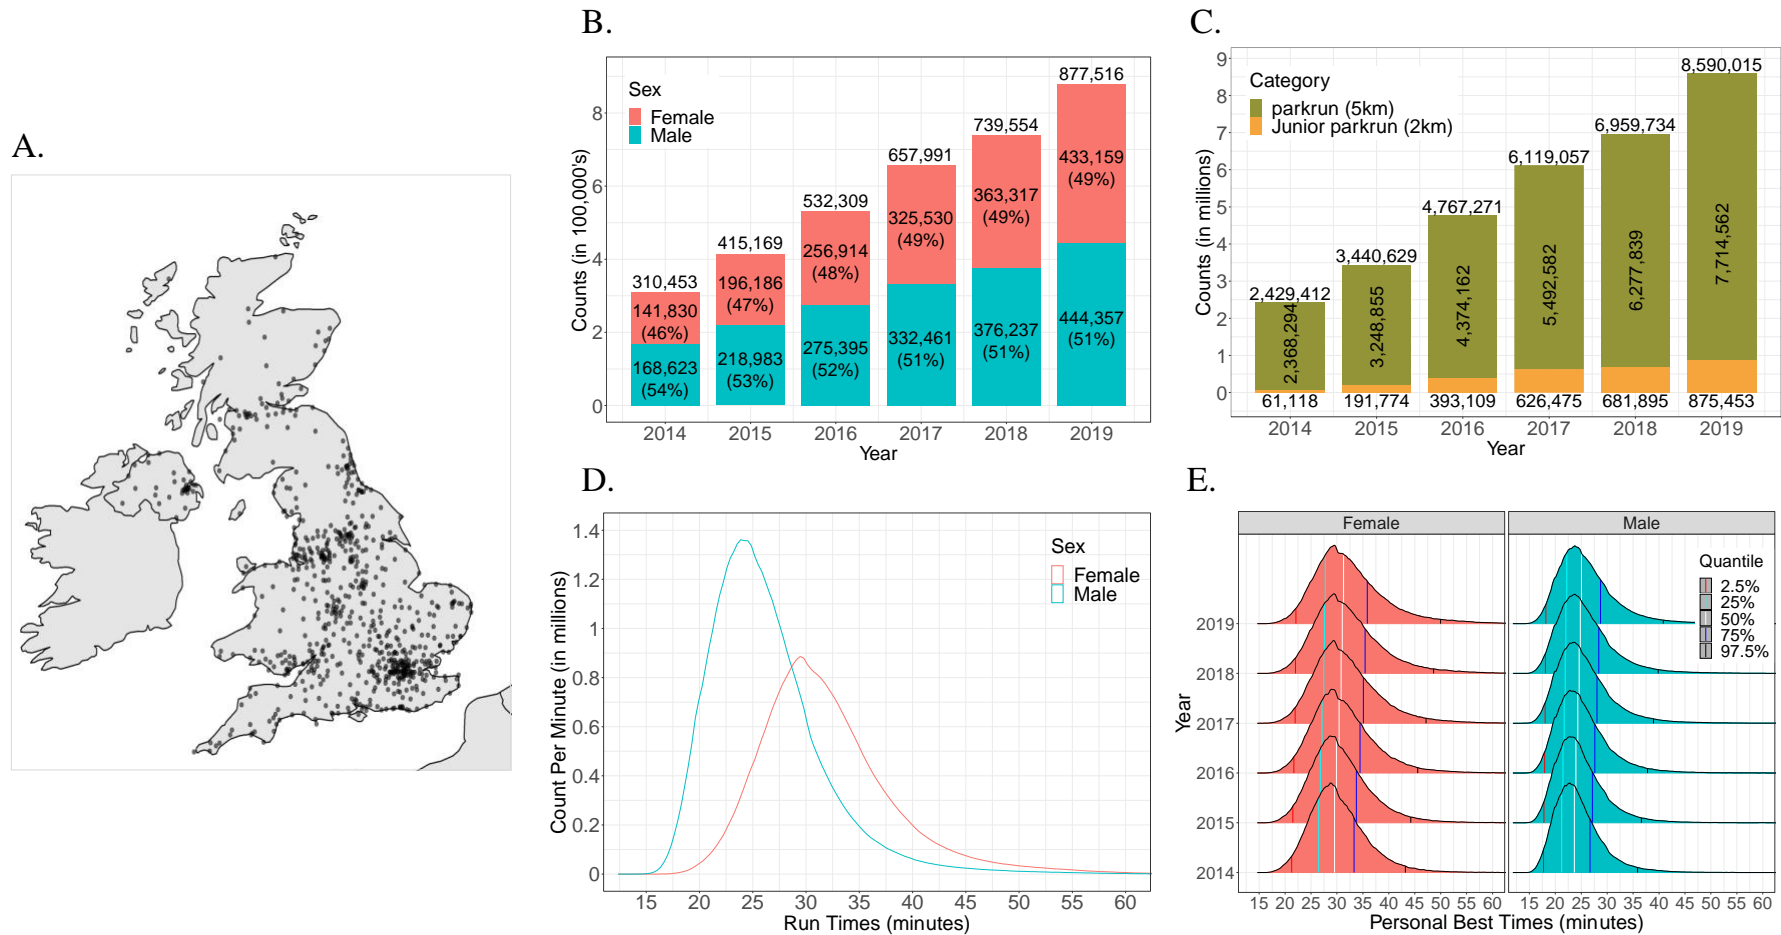 A.
B.
Counts (in 100,000's)
Sex
Female
Male
877,516
739,554
657,991
532,309
415,169
310,453
433,159
(49%)
363,317
(49%)
325,530
(49%)
256,914
(48%)
196,186
(47%)
141,830
(46%)
444,357
(51%)
376,237
(51%)
332,461
(51%)
275,395
(52%)
218,983
(53%)
168,623
(54%)
8
6
4
2
0
2014 2015 2016 2017 2018 2019
Year
C.
Counts (in millions)
Category
parkrun (5km)
Junior parkrun (2km)
8,590,015
6,959,734
6,119,057
4,767,271
3,440,629
2,429,412
2,368,294
3,248,855
4,374,162
5,492,582
6,277,839
7,714,562
61,118 191,774 393,109 626,475 681,895 875,453
9
8
7
6
5
4
3
2
1
0
2014 2015 2016 2017 2018 2019
Year
D.
Count Per Minute (in millions)
Sex
Female
Male
1.4
1.2
1
0.8
0.6
0.4
0.2
0
15 20 25 30 35 40 45 50 55 60
Run Times (minutes)
E.
Female Male
Quantile
2.5%
25%
50%
75%
97.5%
Year
2019
2018
2017
2016
2015
2014
15 20 25 30 35 40 45 50 55 60 15 20 25 30 35 40 45 50 55 60
Personal Best Times (minutes)